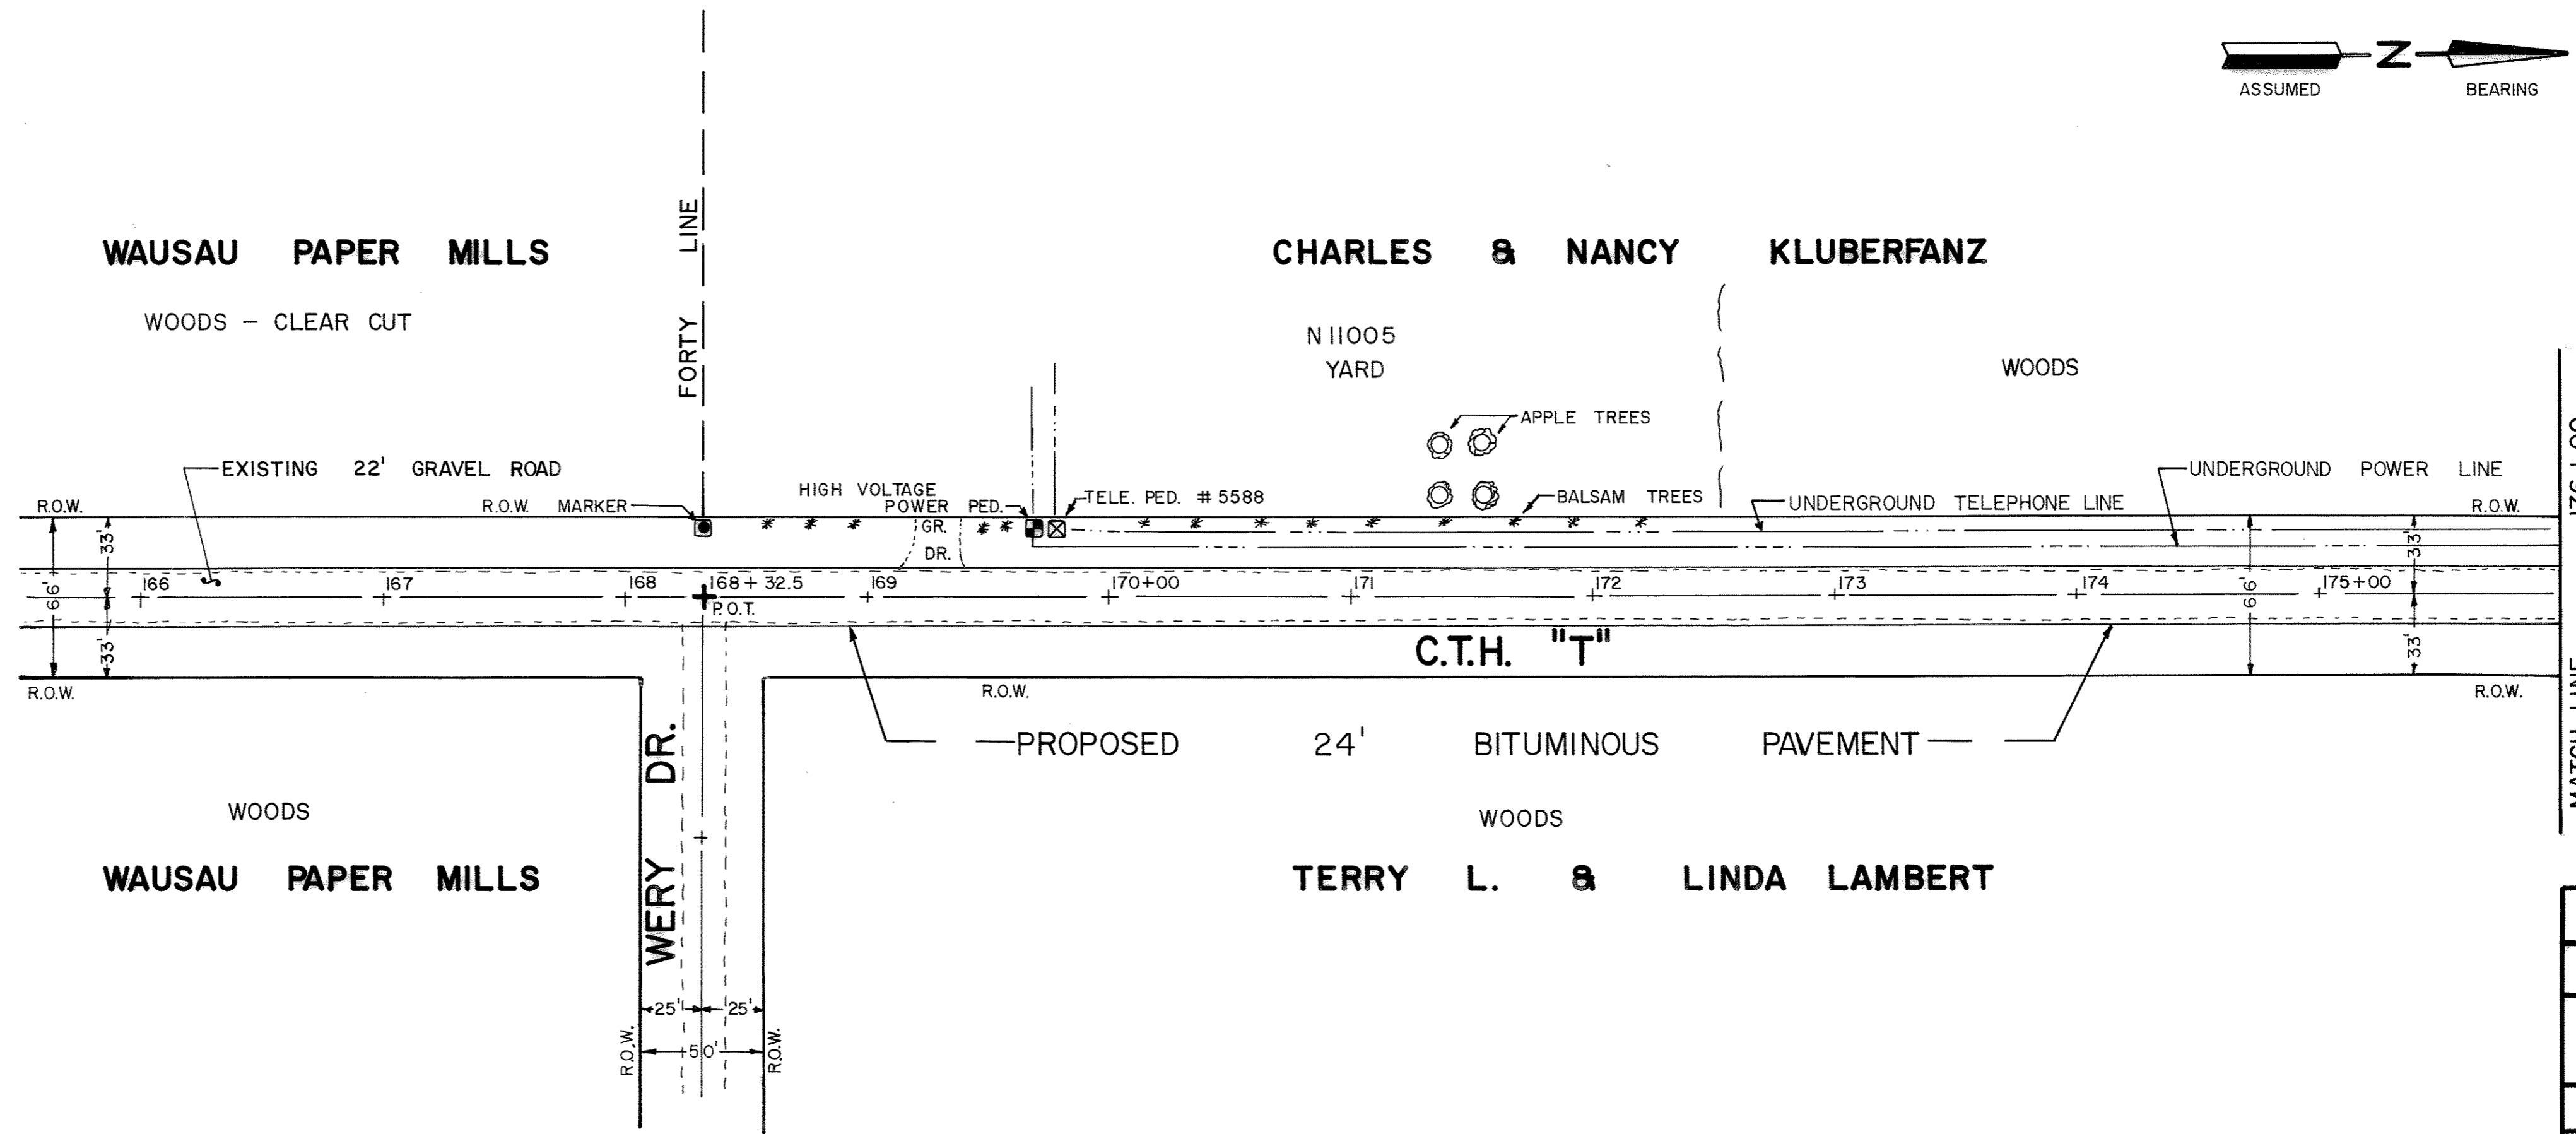 N
ASSUMED BEARING
FORTY LINE
WAUSAU PAPER MILLS
WOODS - CLEAR CUT
CHARLES & NANCY KLUBERFANZ
N11005
YARD
WOODS
APPLE TREES
EXISTING 22' GRAVEL ROAD
UNDERGROUND POWER LINE
R.O.W.
R.O.W. MARKER
HIGH VOLTAGE
POWER PED.
TELE. PED. # 5588
BALSAM TREES
UNDERGROUND TELEPHONE LINE
R.O.W.
GR.
DR.
33'
33'
66'
33'
33'
66'
166
167
168
168 + 32.5
169
170+00
171
172
173
174
175+00
P.O.T.
C.T.H. "T"
R.O.W.
R.O.W.
R.O.W.
MATCH LINE
PROPOSED 24' BITUMINOUS PAVEMENT
WERY DR.
WOODS
WAUSAU PAPER MILLS
WOODS
TERRY L. & LINDA LAMBERT
25'
25'
50'
R.O.W.
R.O.W.